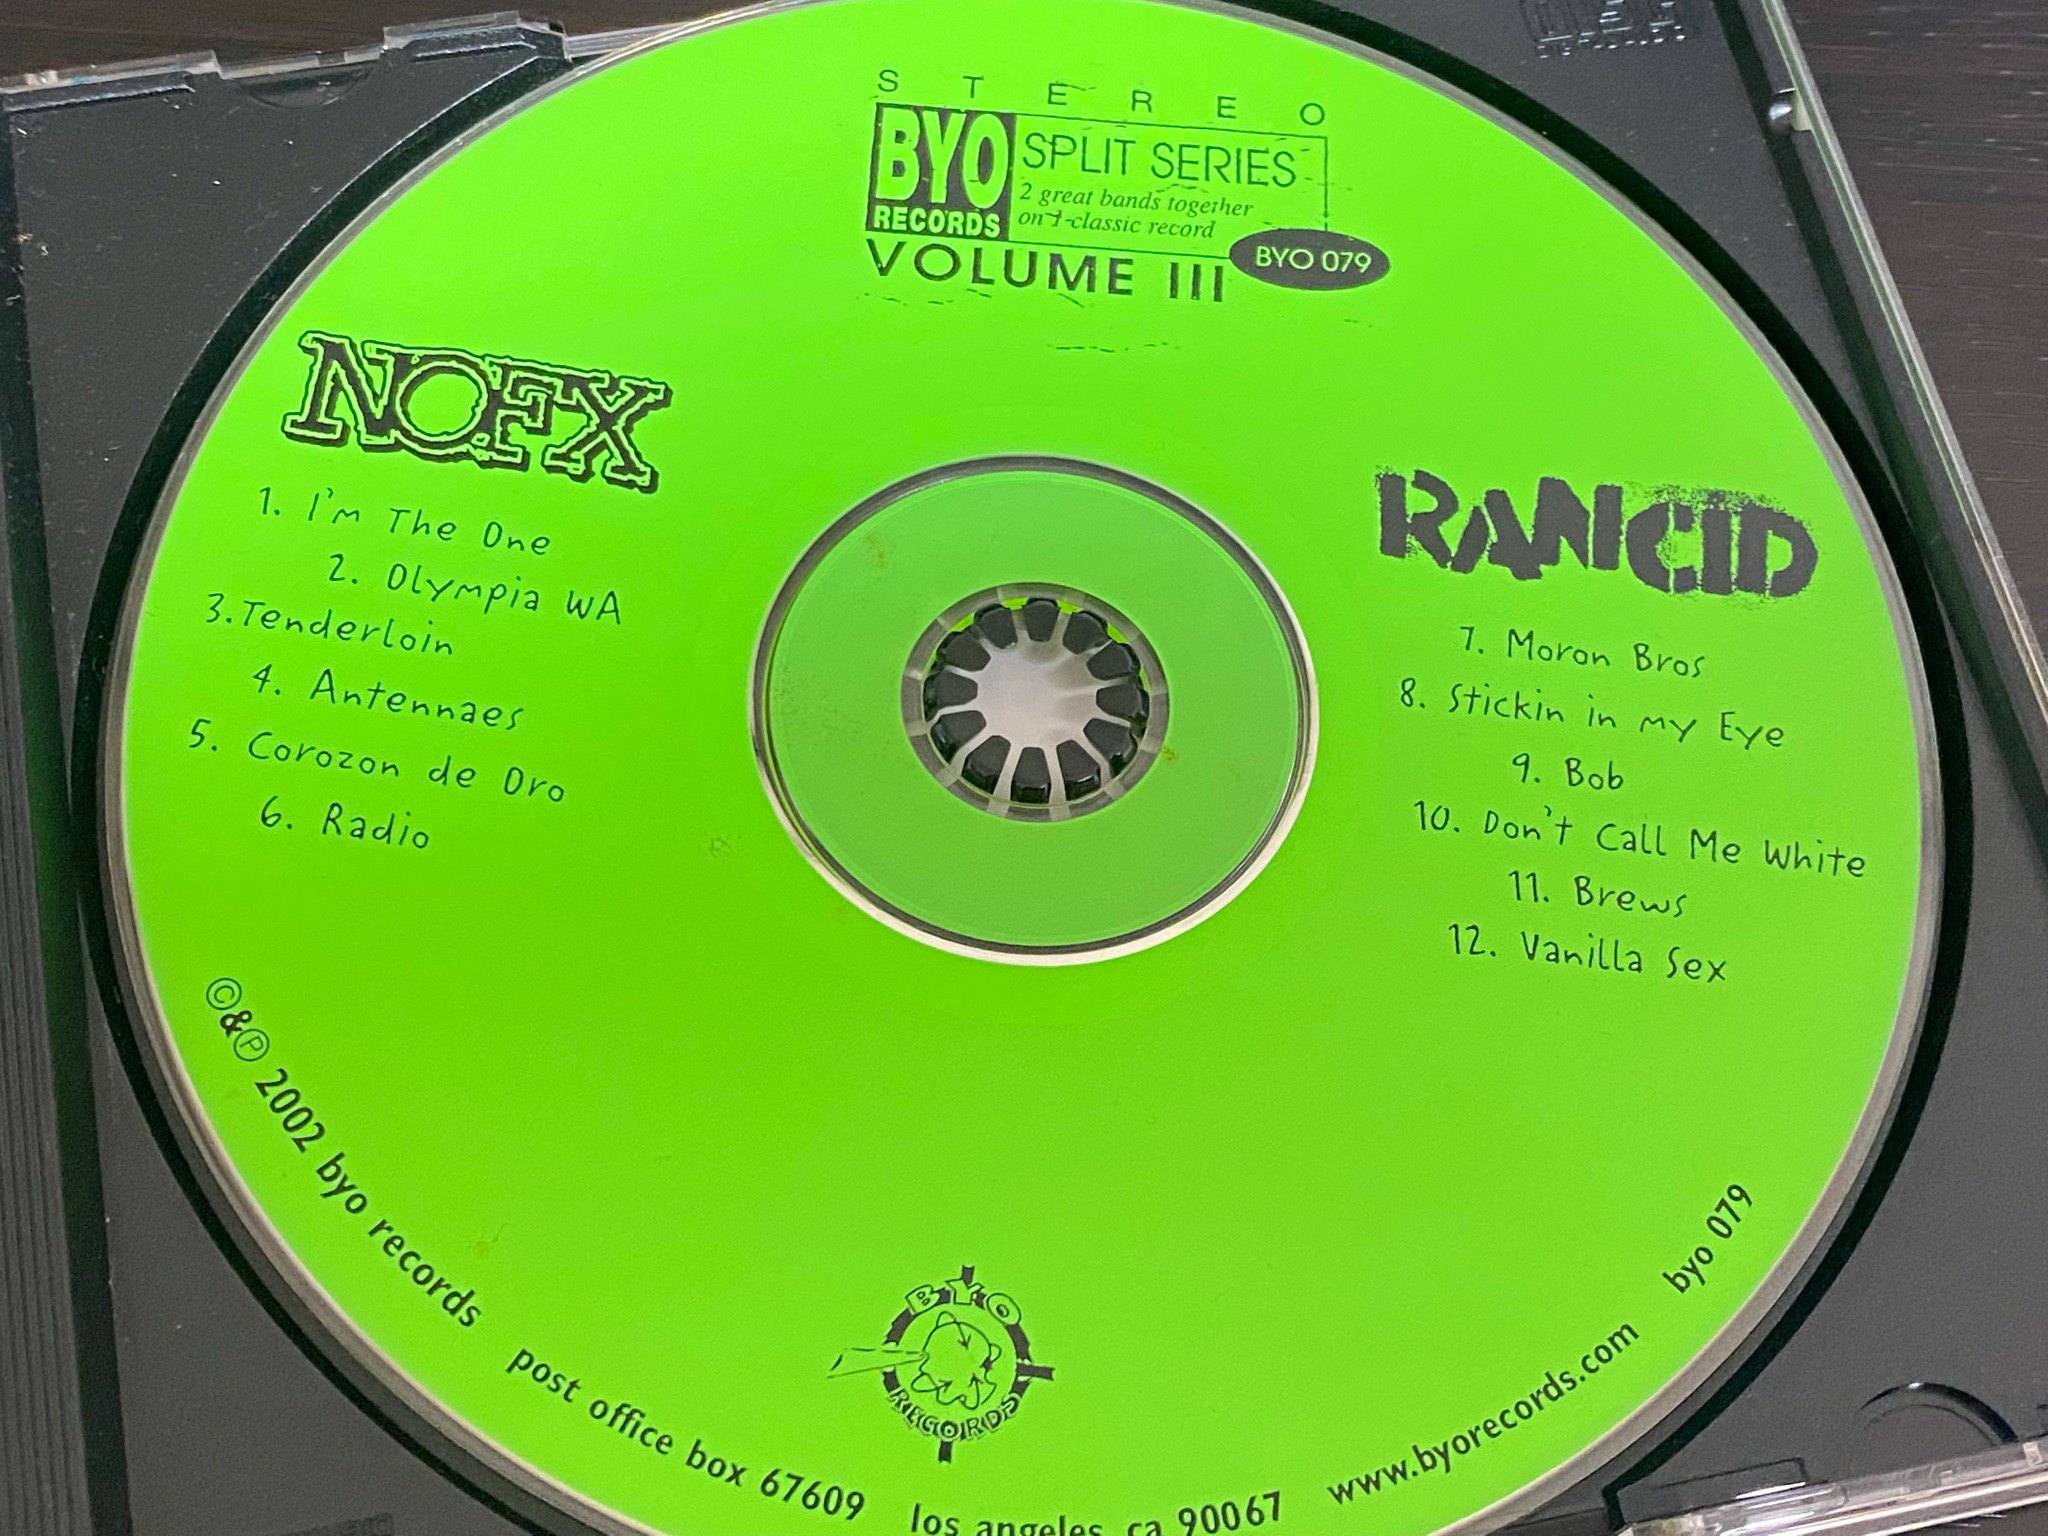 STEREO
BYO RECORDS
SPLIT SERIES
2 great bands together
on 1 classic record
VOLUME III
BYO 079
NOFX
1. I'm The One
2. Olympia WA
3.Tenderloin
4. Antennaes
5. Corozon de Oro
6. Radio
RANCID
7. Moron Bros
8. Stickin in my Eye
9. Bob
10. Don't Call Me White
11. Brews
12. Vanilla Sex
BYO
RECORDS
©&℗ 2002 byo records post office box 67609 los angeles, ca 90067 www.byorecords.com byo 079